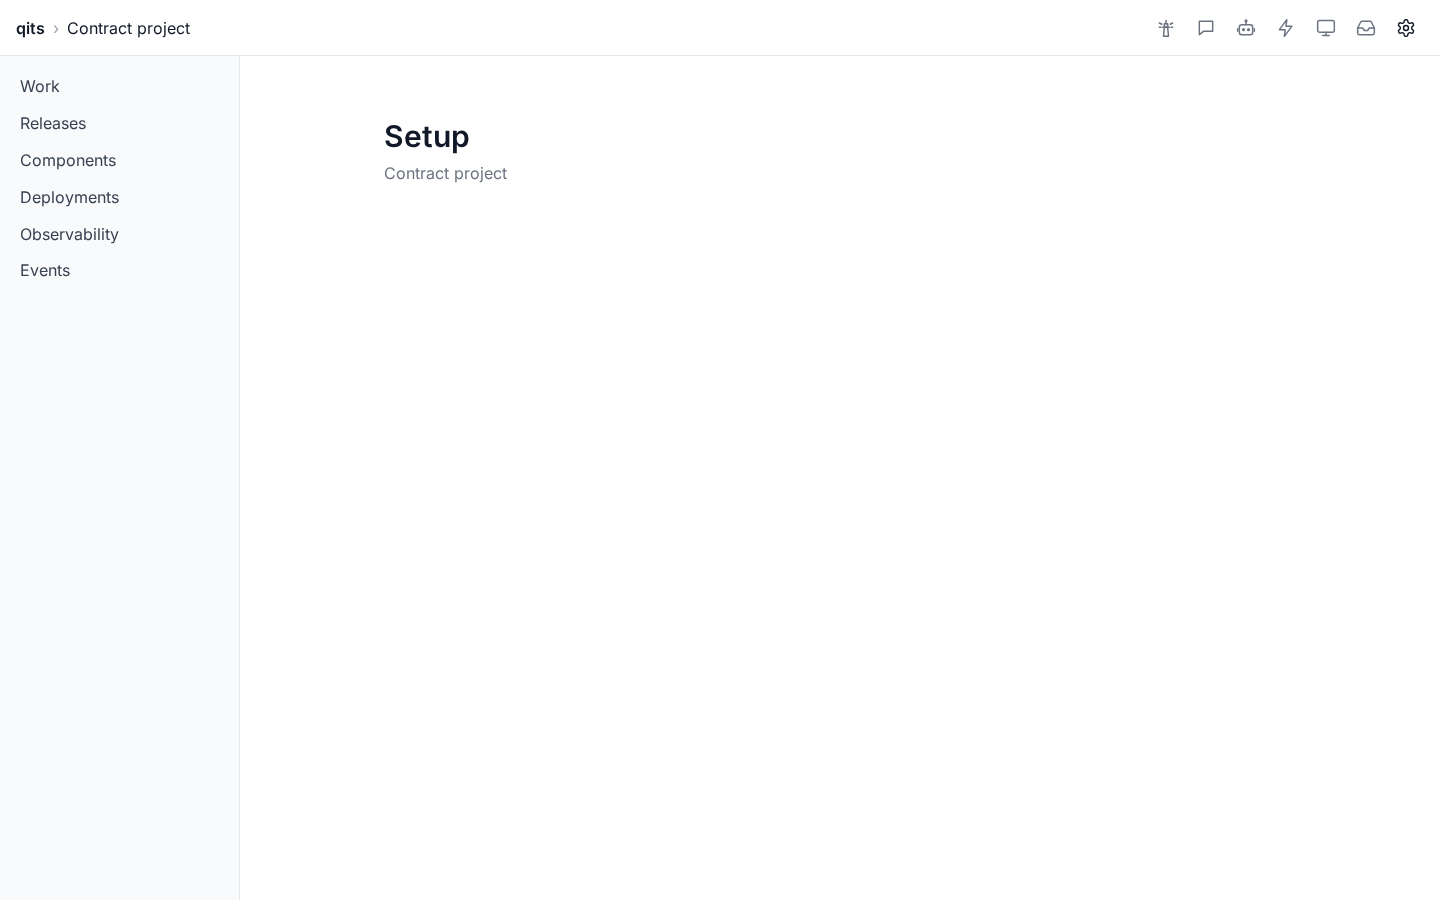 qits › Contract project
Work
Releases
Components
Deployments
Observability
Events
Setup
Contract project